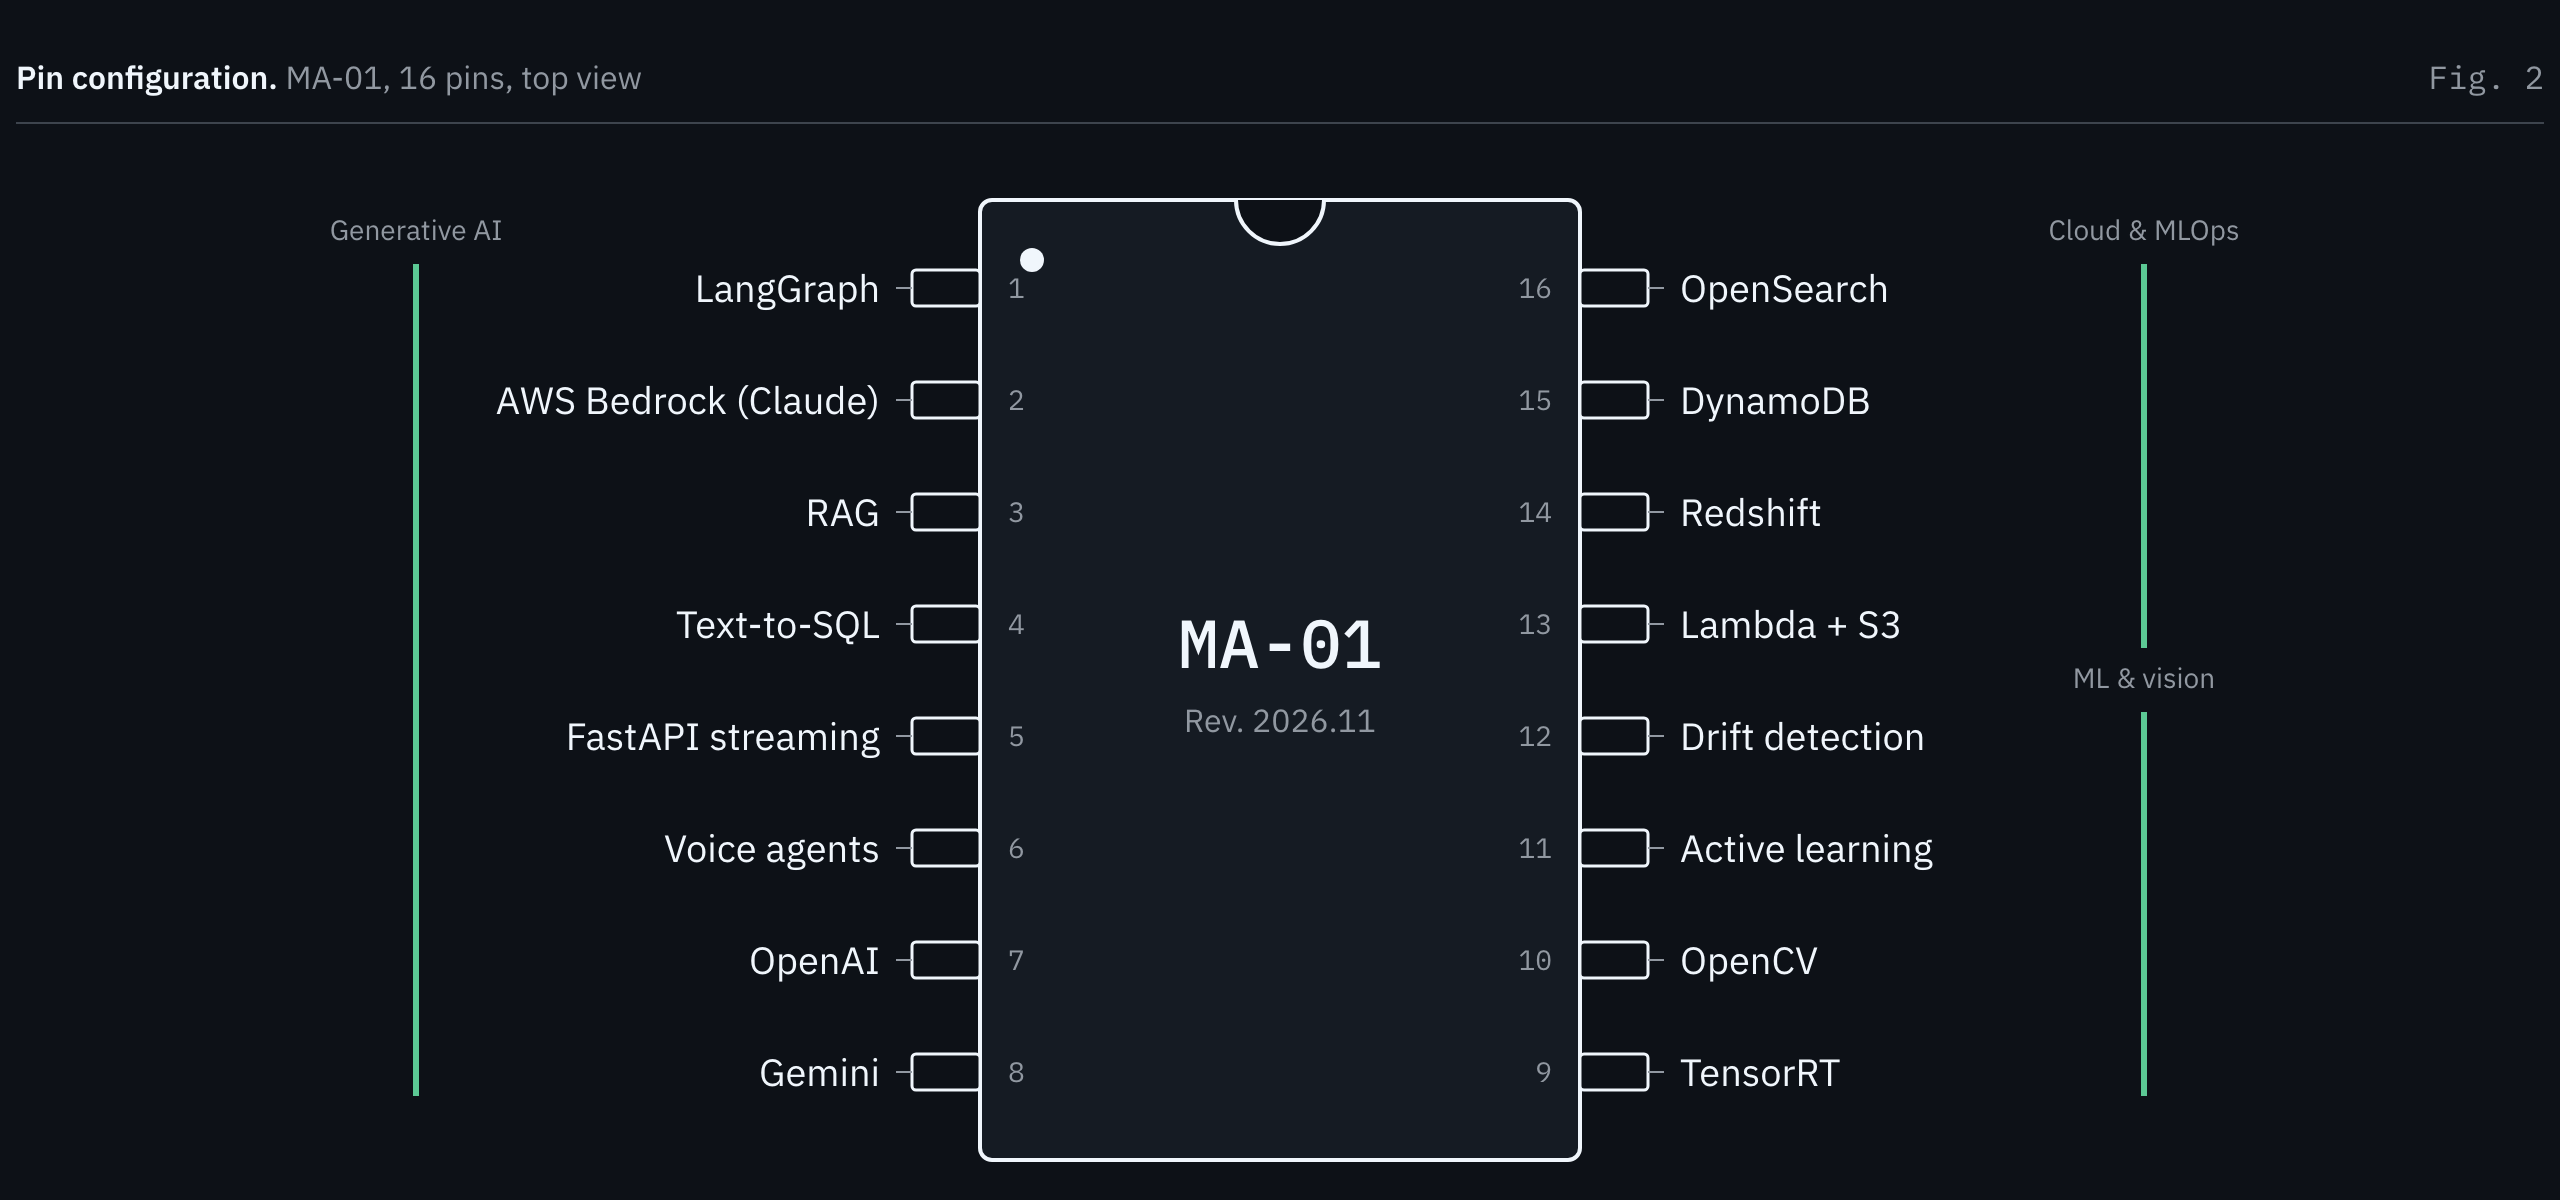 Pin configuration. MA-01, 16 pins, top view
Fig. 2
Generative AI
Cloud & MLOps
LangGraph 1
16 OpenSearch
AWS Bedrock (Claude) 2
15 DynamoDB
RAG 3
14 Redshift
Text-to-SQL 4
13 Lambda + S3
MA-01
ML & vision
Rev. 2026.11
FastAPI streaming 5
12 Drift detection
Voice agents 6
11 Active learning
OpenAI 7
10 OpenCV
Gemini 8
9 TensorRT